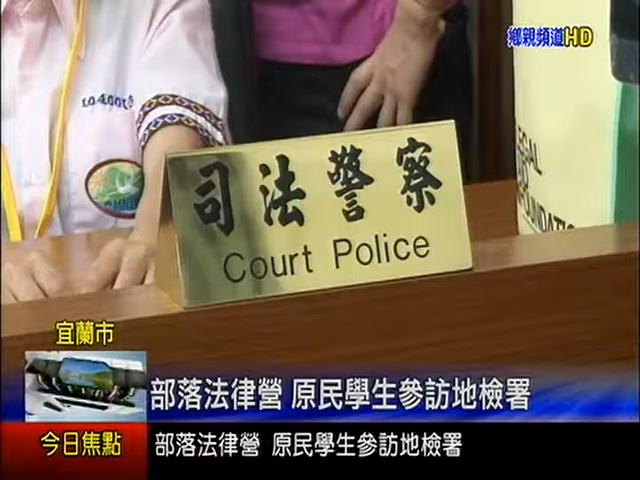 鄉親頻道HD
司法警察
Court Police
LEGAL
FOUNDATION
宜蘭市
部落法律營 原民學生參訪地檢署
今日焦點
部落法律營 原民學生參訪地檢署